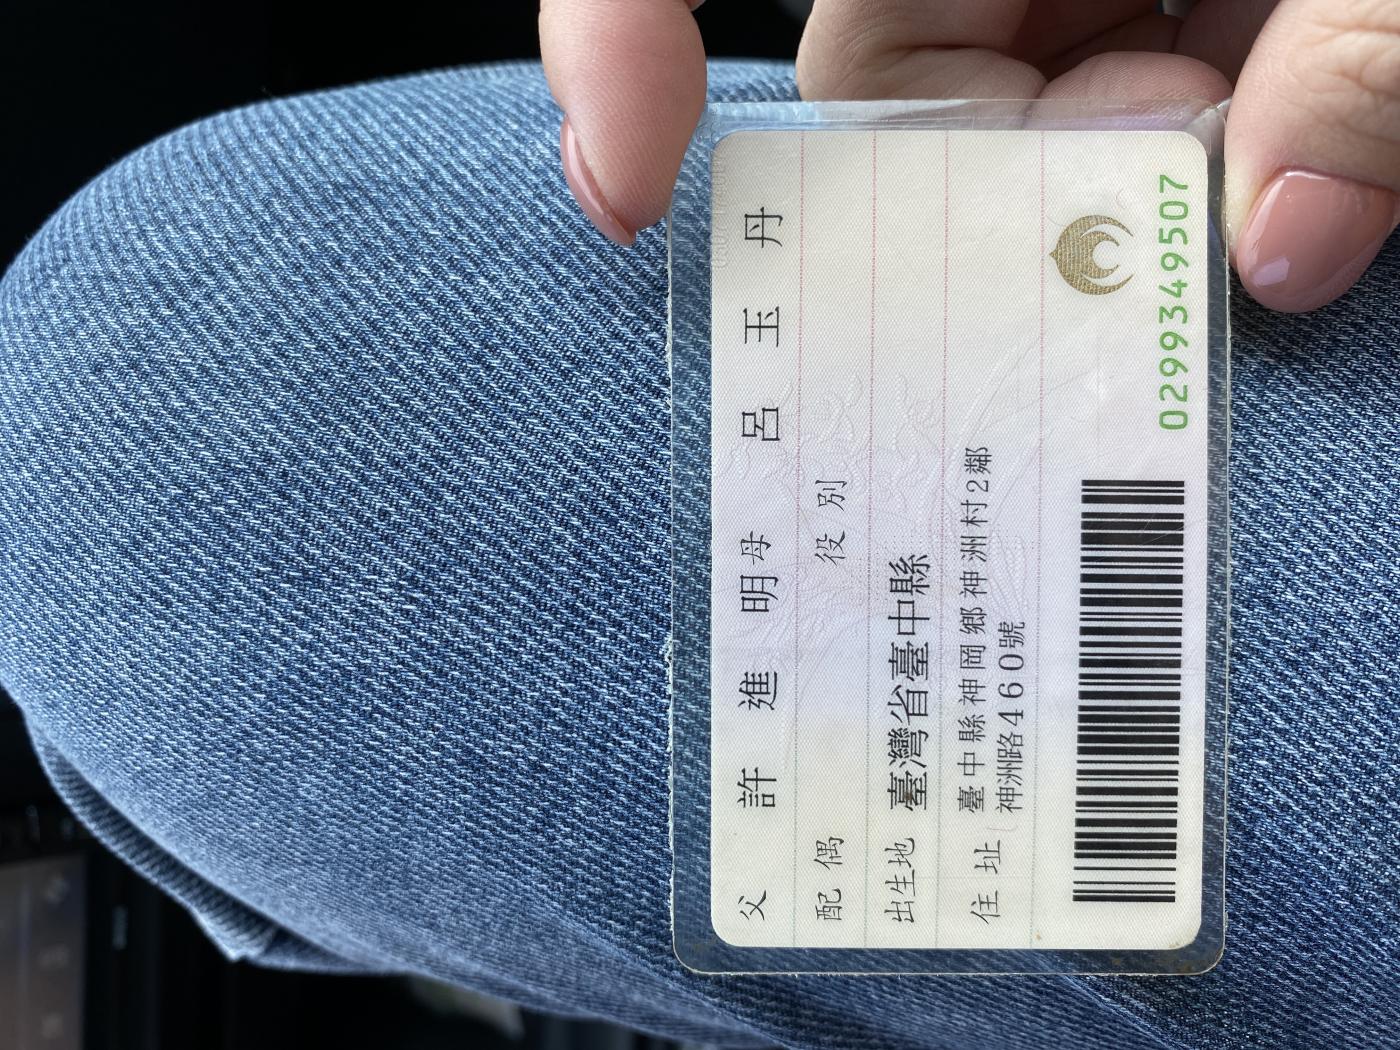 父 許進明 母 呂玉丹
配偶 役別
出生地 臺灣省臺中縣
住址 臺中縣神岡鄉神洲村2鄰
神洲路460號
0299349507